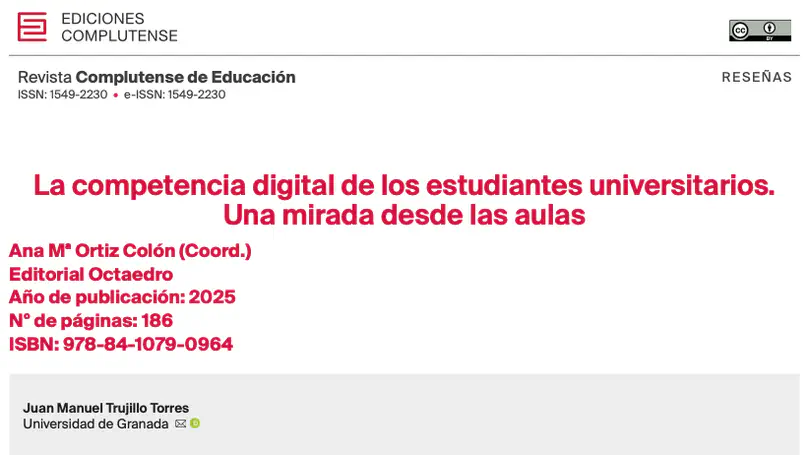 EDICIONES
COMPLUTENSE
cc BY
Revista Complutense de Educación
RESEÑAS
ISSN: 1549-2230 • e-ISSN: 1549-2230
La competencia digital de los estudiantes universitarios.
Una mirada desde las aulas
Ana Mª Ortiz Colón (Coord.)
Editorial Octaedro
Año de publicación: 2025
Nº de páginas: 186
ISBN: 978-84-1079-0964
Juan Manuel Trujillo Torres
Universidad de Granada